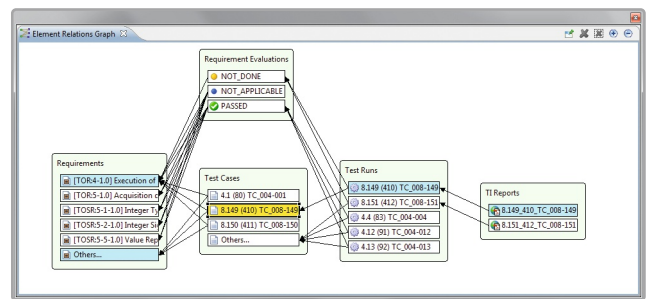 Element Relations Graph
Requirement Evaluations
NOT_DONE
NOT_APPLICABLE
PASSED
Requirements
[TOR:4-1.0] Execution of
[TOR:5-1.0] Acquisition c
[TOSR:5-1-1.0] Integer Ty
[TOSR:5-2-1.0] Integer Si
[TOSR:5-5-1.0] Value Rep
Others...
Test Cases
4.1 (80) TC_004-001
8.149 (410) TC_008-149
8.150 (411) TC_008-150
Others...
Test Runs
8.149 (410) TC_008-149
8.151 (412) TC_008-151
4.4 (83) TC_004-004
4.12 (91) TC_004-012
4.13 (92) TC_004-013
TI Reports
8.149_410_TC_008-149
8.151_412_TC_008-151